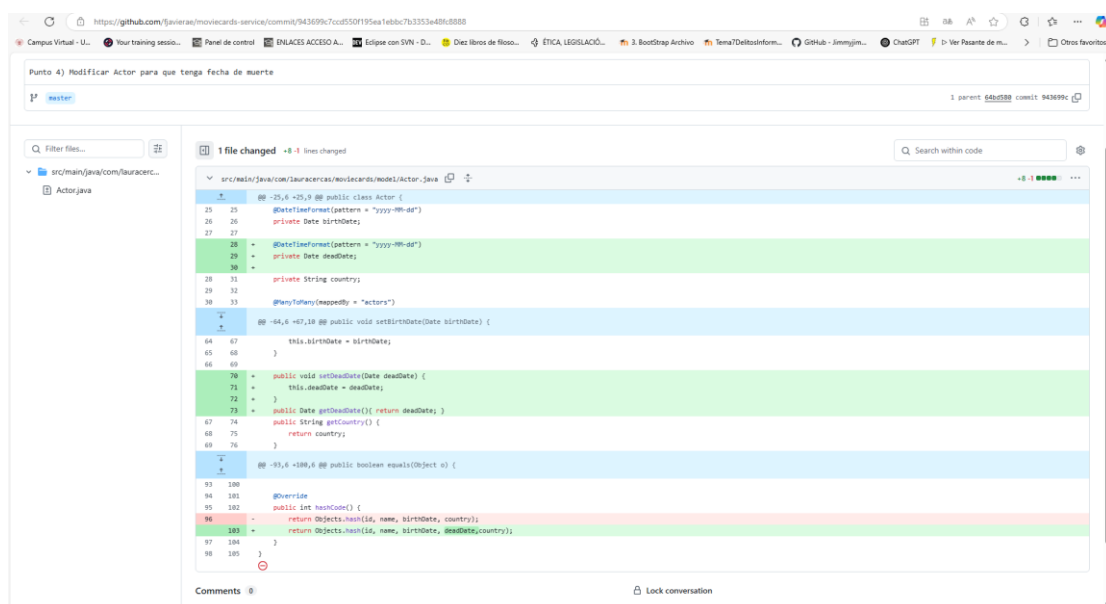 https://github.com/fjavierae/moviecards-service/commit/943699c7ccd550f195ea1ebbc7b3353e48fc8888
Campus Virtual - U... Your training sessio... Panel de control ENLACES ACCESO A... Eclipse con SVN - D... Diez libros de filoso... ÉTICA, LEGISLACIÓ... 3. BootStrap Archivo Tema7DelitosInform... GitHub - Jimmyjim... ChatGPT Ver Pasante de m... Otros favoritos
Punto 4) Modificar Actor para que tenga fecha de muerte
master 1 parent 64bd580 commit 943699c
Filter files... 1 file changed +8 -1 lines changed Search within code
src/main/java/com/lauracerc...
Actor.java
src/main/java/com/lauracercas/moviecards/model/Actor.java +8 -1
@@ -25,6 +25,9 @@ public class Actor {
25 25 @DateTimeFormat(pattern = "yyyy-MM-dd")
26 26 private Date birthDate;
27 27
28 + @DateTimeFormat(pattern = "yyyy-MM-dd")
29 + private Date deadDate;
30 +
28 31 private String country;
29 32
30 33 @ManyToMany(mappedBy = "actors")
@@ -64,6 +67,10 @@ public void setBirthDate(Date birthDate) {
64 67 this.birthDate = birthDate;
65 68 }
66 69
70 + public void setDeadDate(Date deadDate) {
71 + this.deadDate = deadDate;
72 + }
73 + public Date getDeadDate(){ return deadDate; }
67 74 public String getCountry() {
68 75 return country;
69 76 }
@@ -93,6 +100,6 @@ public boolean equals(Object o) {
93 100
94 101 @Override
95 102 public int hashCode() {
96 - return Objects.hash(id, name, birthDate, country);
103 + return Objects.hash(id, name, birthDate, deadDate,country);
97 104 }
98 105 }
Comments 0 Lock conversation